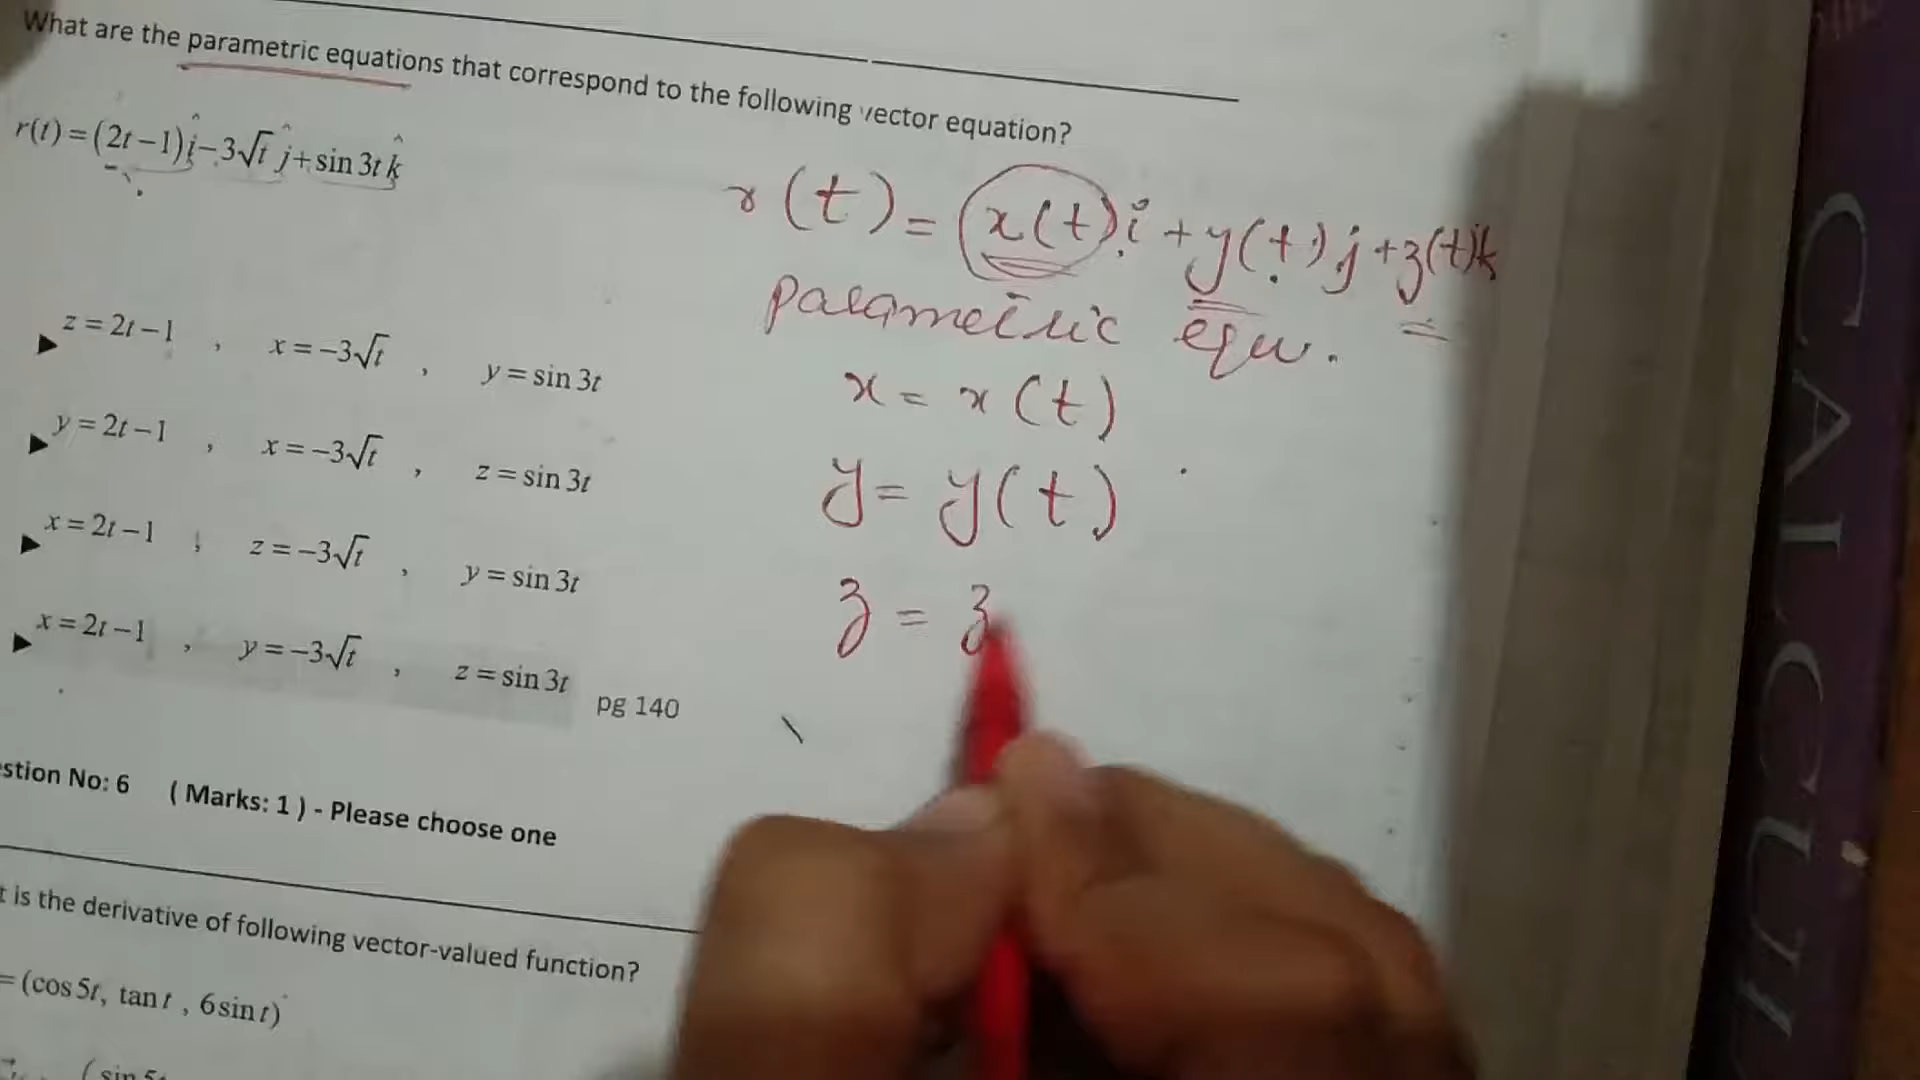 What are the parametric equations that correspond to the following vector equation?
r(t) = (2t−1)î−3√t ĵ+sin 3t k̂
r(t) = x(t)i + y(t)j + z(t)k
parametric equ.
x = x(t)
y = y(t)
z = z
▶ z = 2t−1 , x = −3√t , y = sin 3t
▶ y = 2t−1 , x = −3√t , z = sin 3t
▶ x = 2t−1 , z = −3√t , y = sin 3t
▶ x = 2t−1 , y = −3√t , z = sin 3t pg 140
stion No: 6 ( Marks: 1 ) - Please choose one
t is the derivative of following vector-valued function?
= (cos 5t, tan t , 6 sin t)
(sin 5t
CALCU